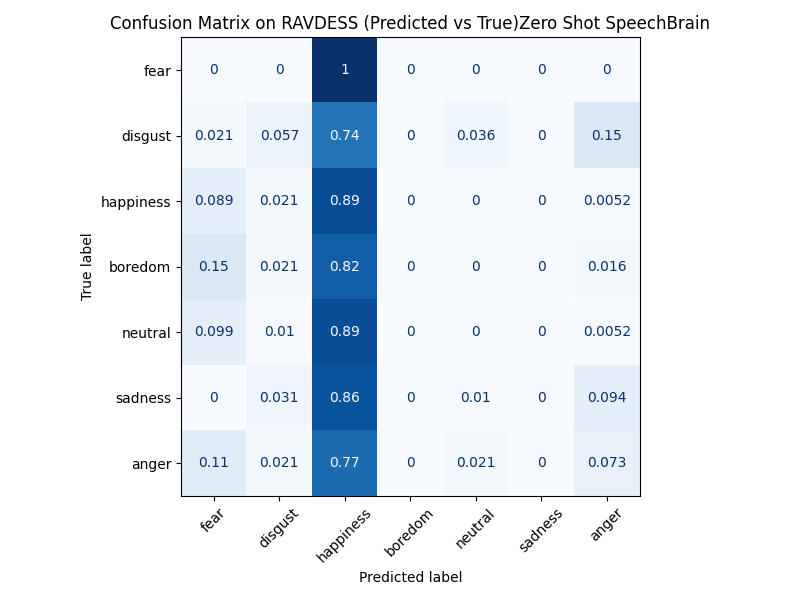 Confusion Matrix on RAVDESS (Predicted vs True)Zero Shot SpeechBrain
fear 0 0 1 0 0 0 0
disgust 0.021 0.057 0.74 0 0.036 0 0.15
happiness 0.089 0.021 0.89 0 0 0 0.0052
boredom 0.15 0.021 0.82 0 0 0 0.016
neutral 0.099 0.01 0.89 0 0 0 0.0052
sadness 0 0.031 0.86 0 0.01 0 0.094
anger 0.11 0.021 0.77 0 0.021 0 0.073
True label
fear disgust happiness boredom neutral sadness anger
Predicted label